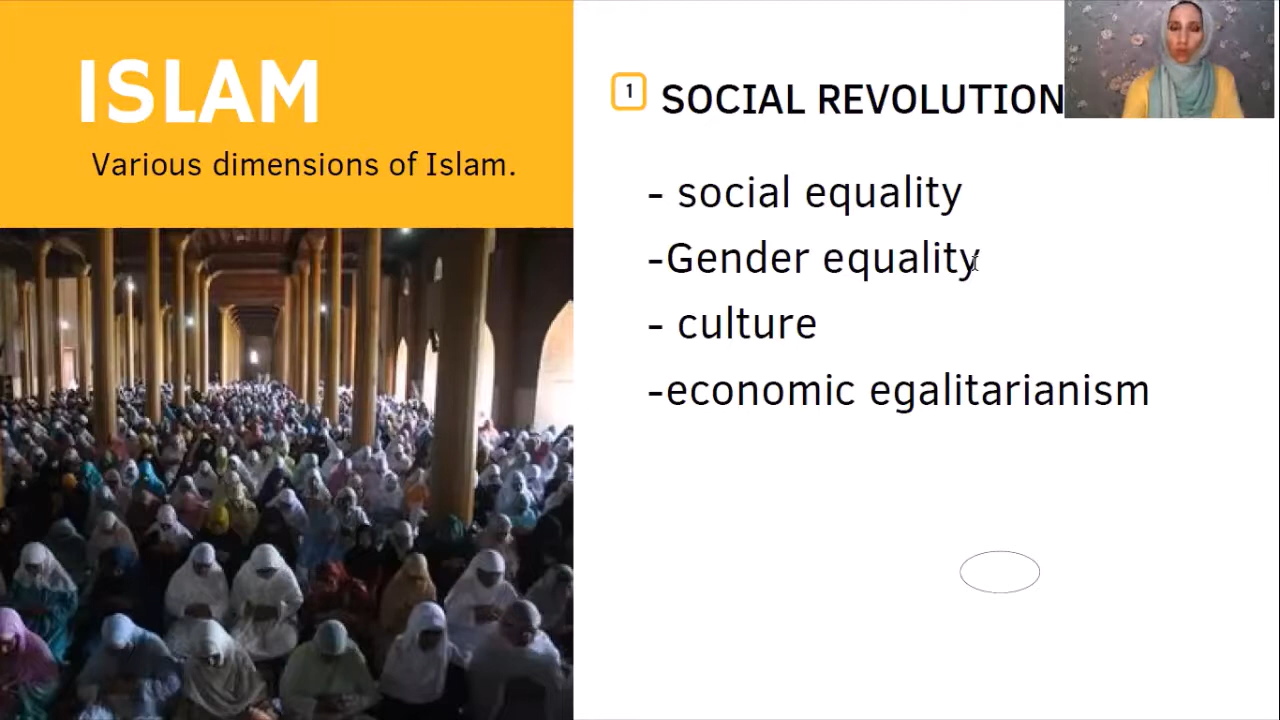 ISLAM
Various dimensions of Islam.
1 SOCIAL REVOLUTION
- social equality
-Gender equality
- culture
-economic egalitarianism